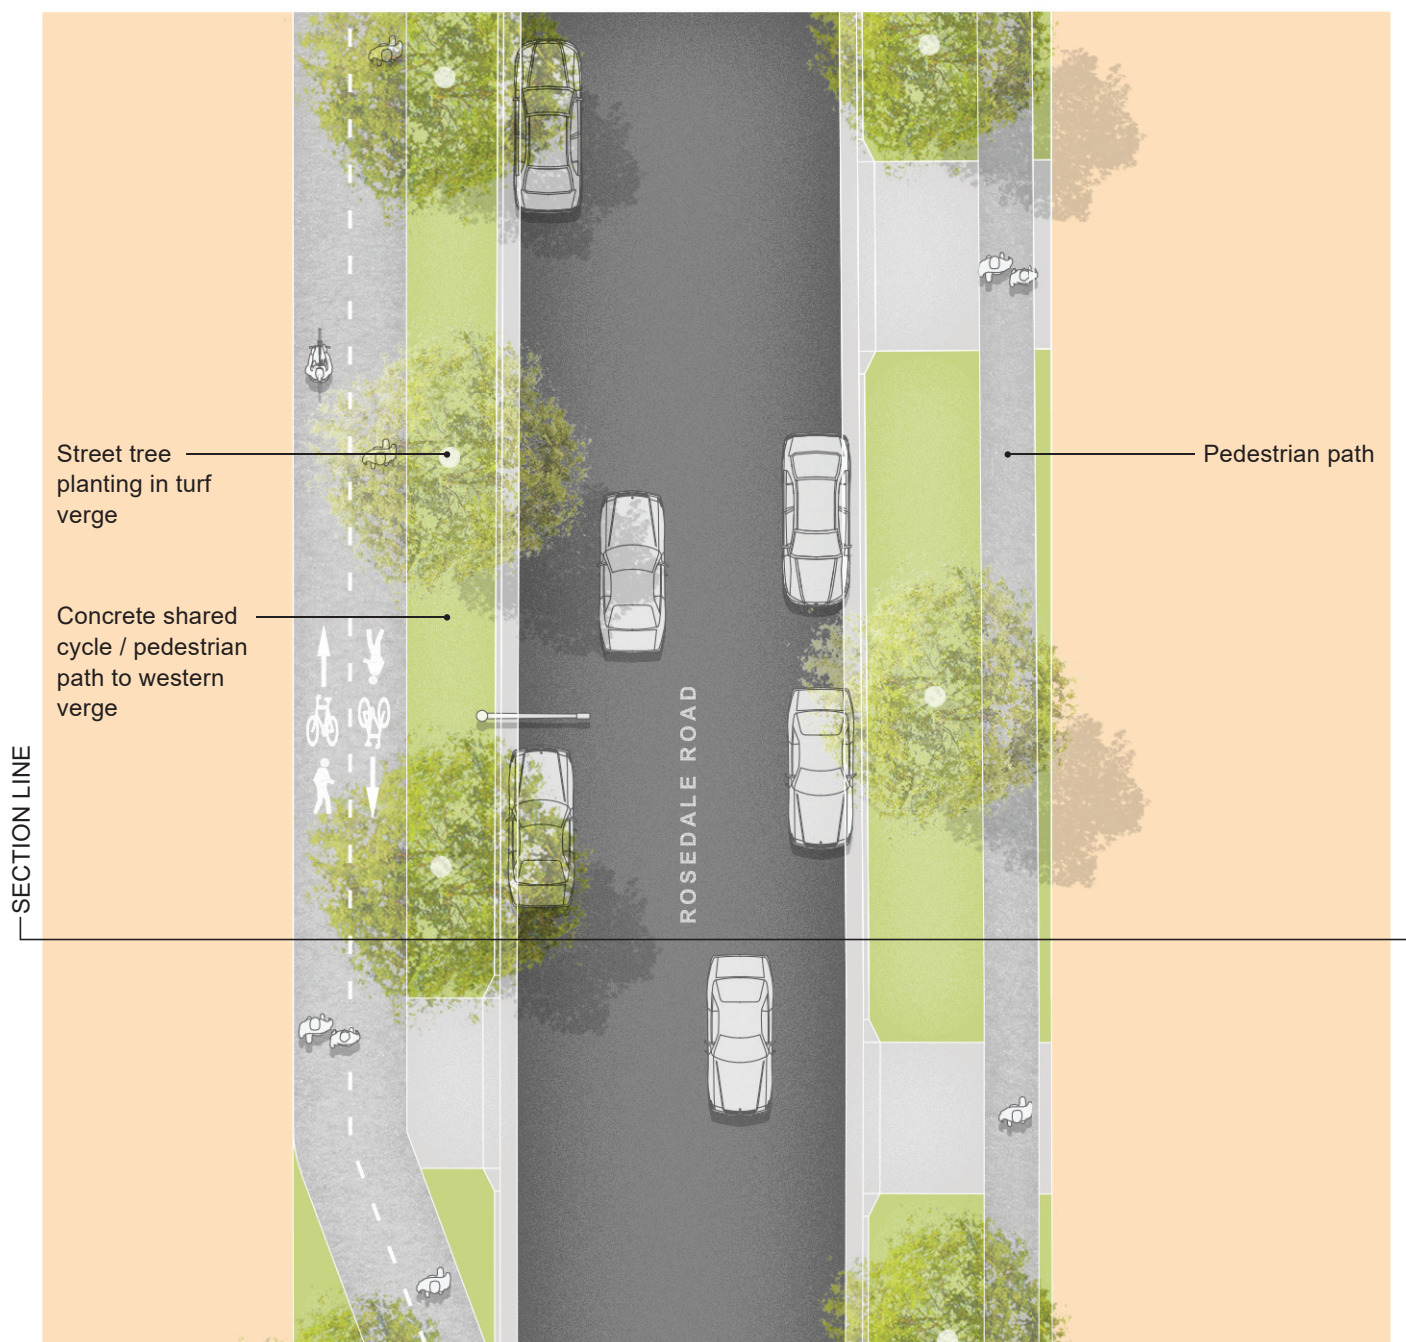 Street tree
planting in turf
verge
Pedestrian path
Concrete shared
cycle / pedestrian
path to western
verge
ROSEDALE ROAD
SECTION LINE